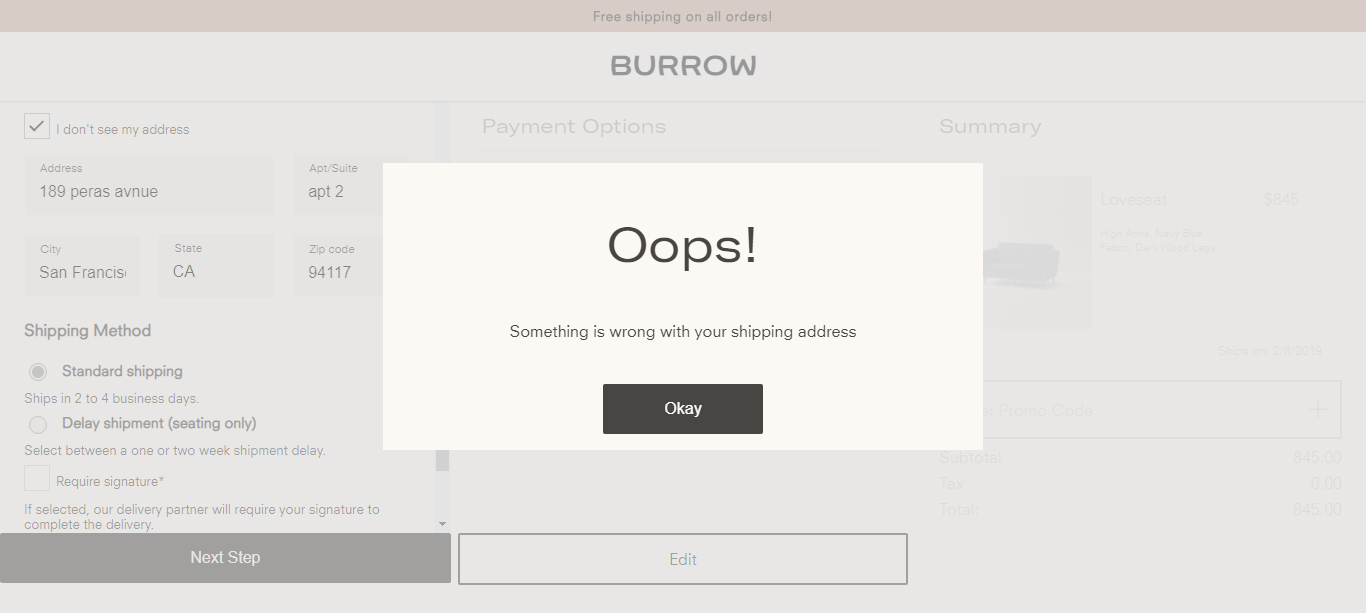 Free shipping on all orders!
BURROW
I don't see my address
Address
189 peras avnue
Apt/Suite
apt 2
City
San Francis
State
CA
Zip code
94117
Shipping Method
Standard shipping
Ships in 2 to 4 business days.
Delay shipment (seating only)
Select between a one or two week shipment delay.
Require signature*
If selected, our delivery partner will require your signature to
complete the delivery.
Next Step
Payment Options
Oops!
Something is wrong with your shipping address
Okay
Edit
Summary
Loveseat $845
High Arms, Navy Blue
Fabric, Dark Wood Legs
Ships on: 2/8/2019
Promo Code +
Subtotal 845.00
Tax 0.00
Total: 845.00